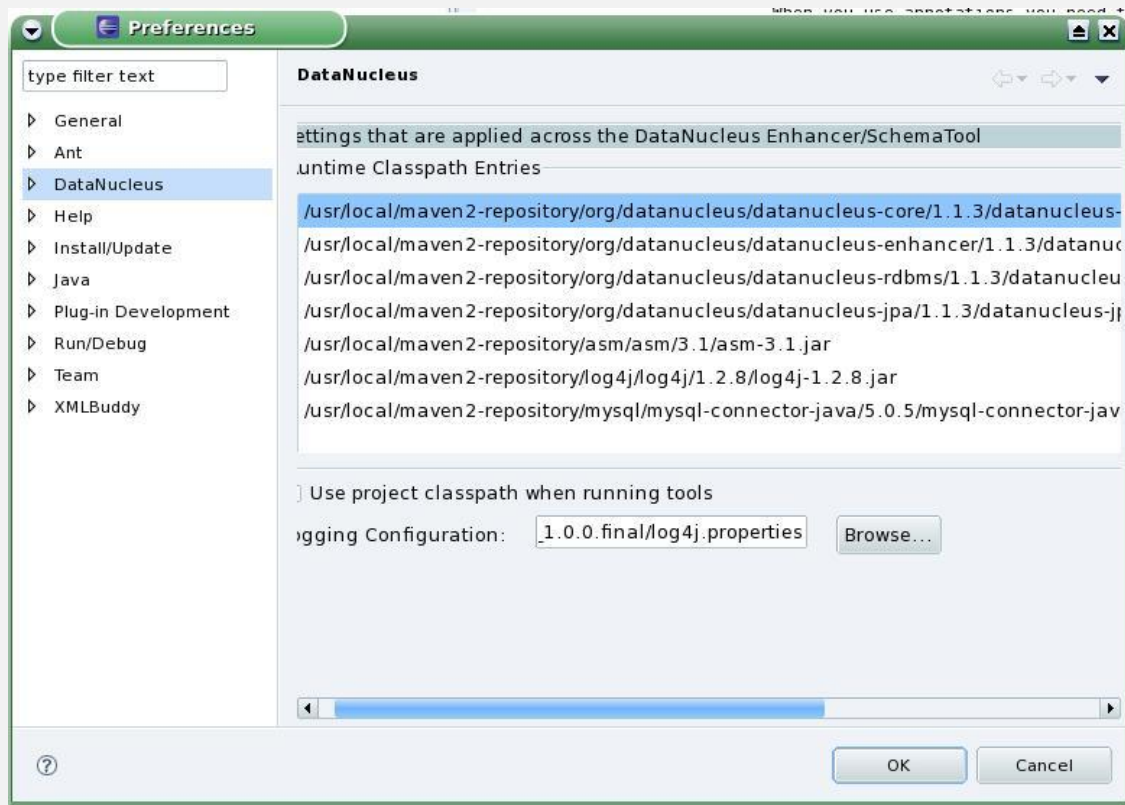 When you use annotations you need t
Preferences
type filter text
DataNucleus
General
Ant
DataNucleus
Help
Install/Update
Java
Plug-in Development
Run/Debug
Team
XMLBuddy
ettings that are applied across the DataNucleus Enhancer/SchemaTool
untime Classpath Entries
/usr/local/maven2-repository/org/datanucleus/datanucleus-core/1.1.3/datanucleus-
/usr/local/maven2-repository/org/datanucleus/datanucleus-enhancer/1.1.3/datanuc
/usr/local/maven2-repository/org/datanucleus/datanucleus-rdbms/1.1.3/datanucleu
/usr/local/maven2-repository/org/datanucleus/datanucleus-jpa/1.1.3/datanucleus-jp
/usr/local/maven2-repository/asm/asm/3.1/asm-3.1.jar
/usr/local/maven2-repository/log4j/log4j/1.2.8/log4j-1.2.8.jar
/usr/local/maven2-repository/mysql/mysql-connector-java/5.0.5/mysql-connector-jav
Use project classpath when running tools
ogging Configuration: _1.0.0.final/log4j.properties Browse...
OK Cancel